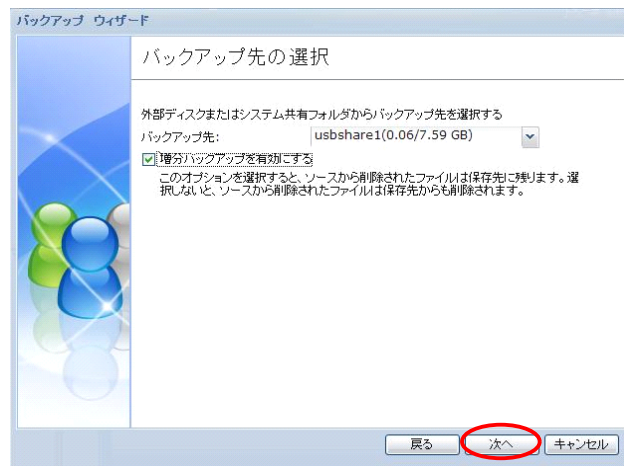 バックアップ ウィザード
バックアップ先の選択
外部ディスクまたはシステム共有フォルダからバックアップ先を選択する
バックアップ先:
usbshare1(0.06/7.59 GB)
増分バックアップを有効にする
このオプションを選択すると、ソースから削除されたファイルは保存先に残ります。選
択しないと、ソースから削除されたファイルは保存先からも削除されます。
戻る
次へ
キャンセル